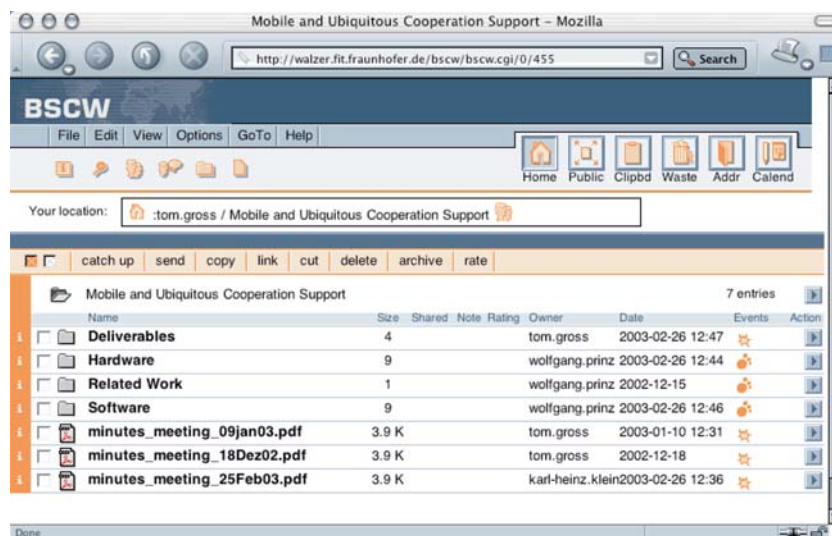 Mobile and Ubiquitous Cooperation Support – Mozilla
http://walzer.fit.fraunhofer.de/bscw/bscw.cgi/0/455 Search
BSCW
File Edit View Options GoTo Help
Home Public Clipbd Waste Addr Calend
Your location: :tom.gross / Mobile and Ubiquitous Cooperation Support
catch up send copy link cut delete archive rate
Mobile and Ubiquitous Cooperation Support 7 entries
Name Size Shared Note Rating Owner Date Events Action
i Deliverables 4 tom.gross 2003-02-26 12:47
i Hardware 9 wolfgang.prinz 2003-02-26 12:44
i Related Work 1 wolfgang.prinz 2002-12-15
i Software 9 wolfgang.prinz 2003-02-26 12:46
i minutes_meeting_09jan03.pdf 3.9 K tom.gross 2003-01-10 12:31
i minutes_meeting_18Dez02.pdf 3.9 K tom.gross 2002-12-18
i minutes_meeting_25Feb03.pdf 3.9 K karl-heinz.klein2003-02-26 12:36
Done